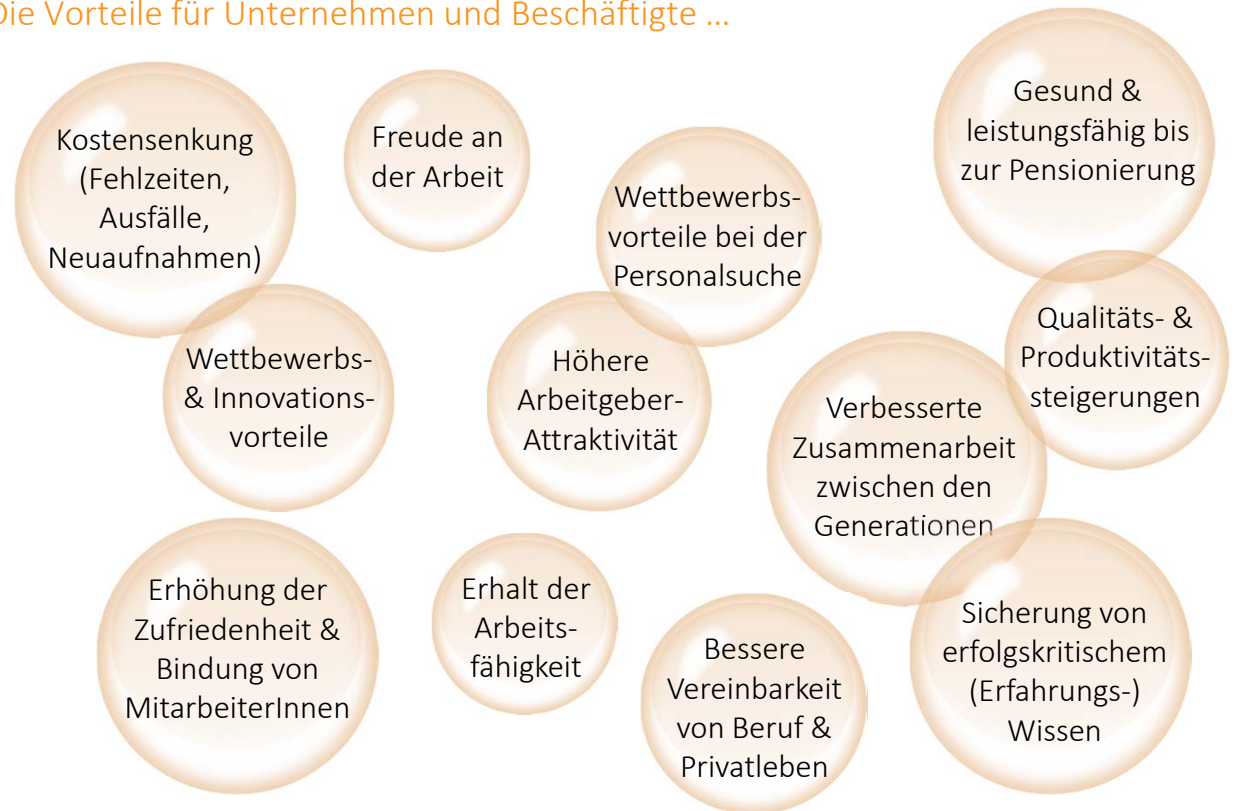 Die Vorteile für Unternehmen und Beschäftigte ...
Kostensenkung
(Fehlzeiten,
Ausfälle,
Neuaufnahmen)
Freude an
der Arbeit
Wettbewerbs-
vorteile bei der
Personalsuche
Gesund &
leistungsfähig bis
zur Pensionierung
Wettbewerbs-
& Innovations-
vorteile
Höhere
Arbeitgeber-
Attraktivität
Verbesserte
Zusammenarbeit
zwischen den
Generationen
Qualitäts- &
Produktivitäts-
steigerungen
Erhöhung der
Zufriedenheit &
Bindung von
MitarbeiterInnen
Erhalt der
Arbeits-
fähigkeit
Bessere
Vereinbarkeit
von Beruf &
Privatleben
Sicherung von
erfolgskritischem
(Erfahrungs-)
Wissen